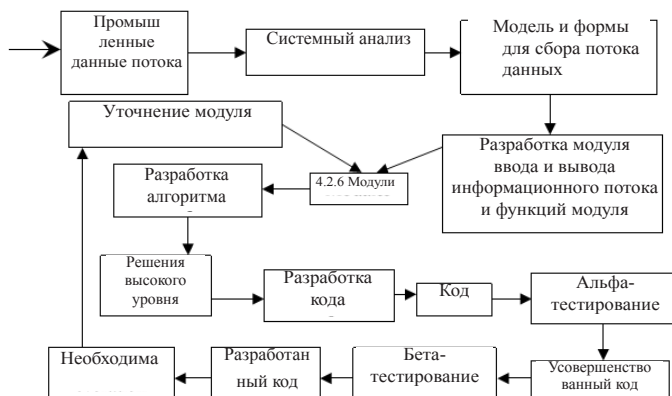 Промыш
ленные
данные потока
Системный анализ
Модель и формы
для сбора потока
данных
Уточнение модуля
Разработка модуля
ввода и вывода
информационного потока
и функций модуля
4.2.6 Модули
Разработка
алгоритма
Решения
высокого
уровня
Разработка
кода
Код
Альфа-
тестирование
Необходима
Разработан
ный код
Бета-
тестирование
Усовершенство
ванный код